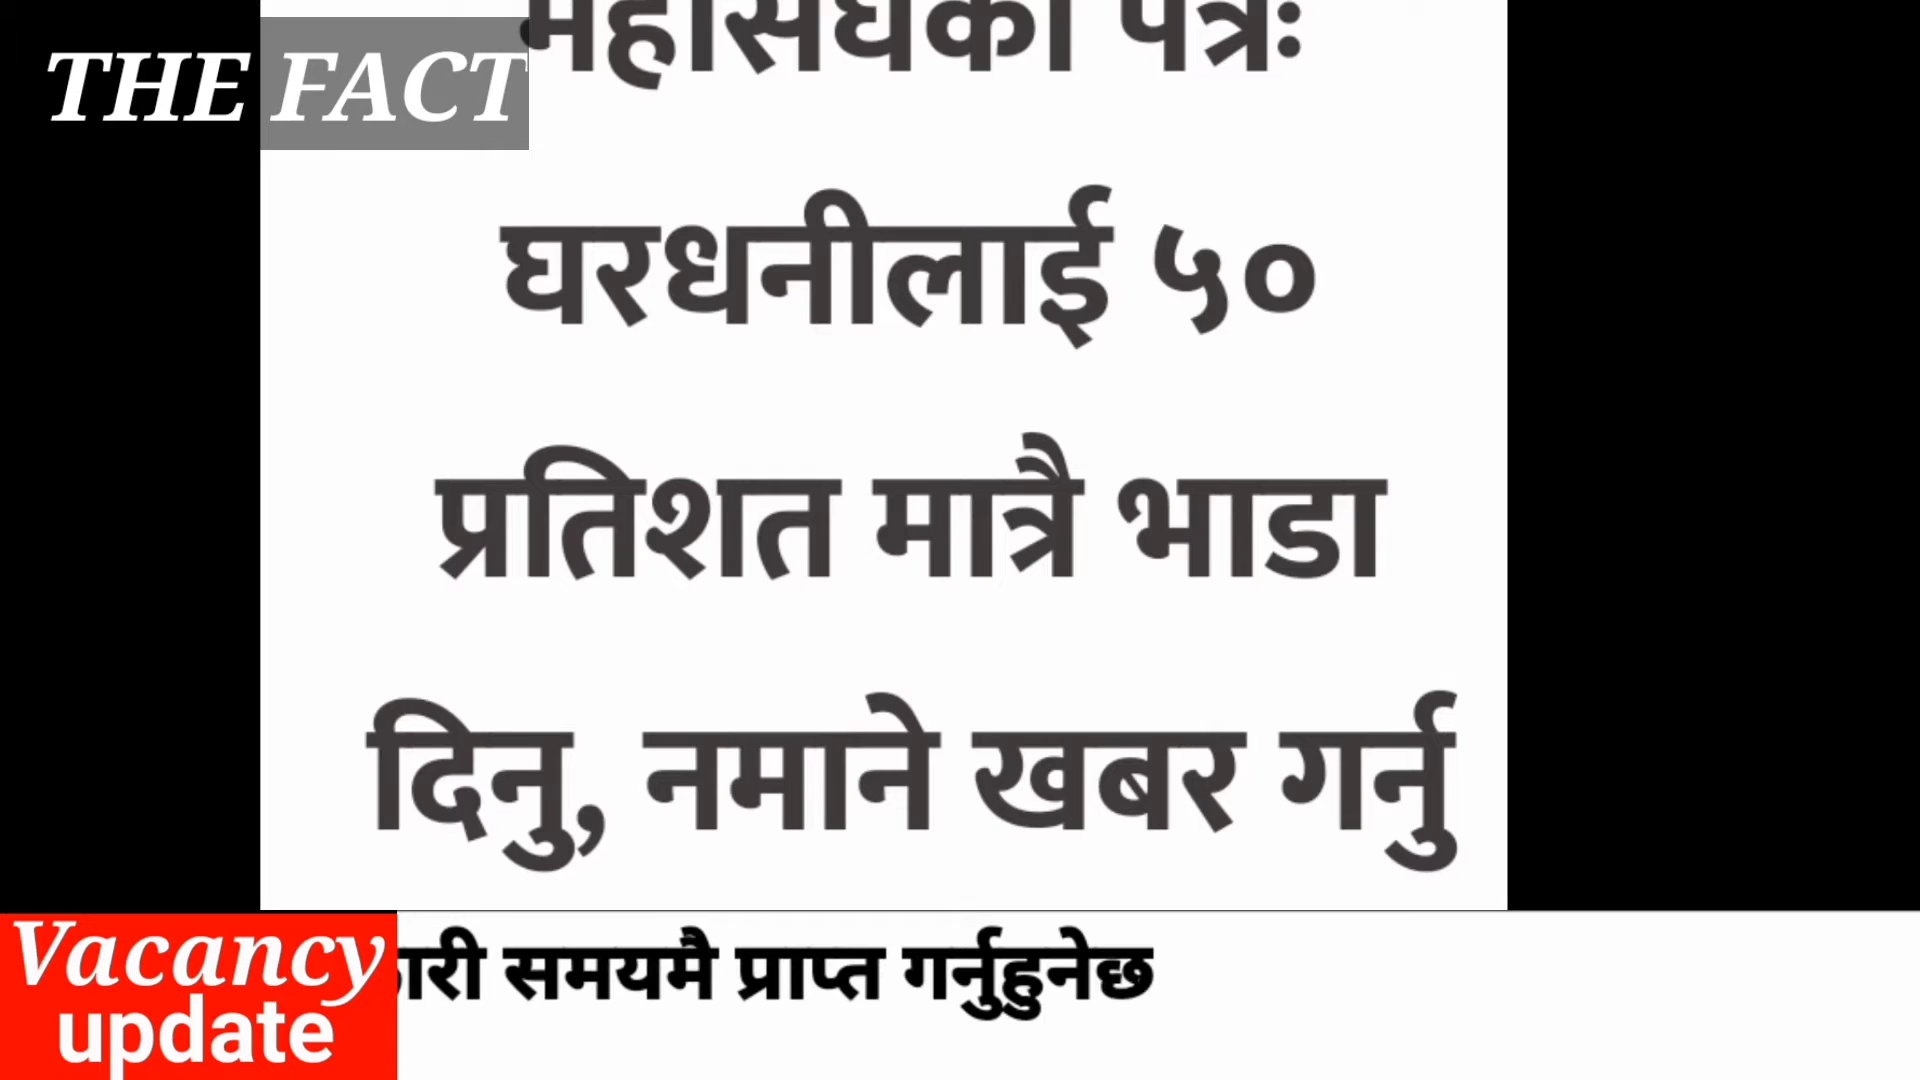 THE FACT
महासंघको पत्रः
घरधनीलाई ५०
प्रतिशत मात्रै भाडा
दिनु, नमाने खबर गर्नु
Vacancy
update
समयमै प्राप्त गर्नुहुनेछ